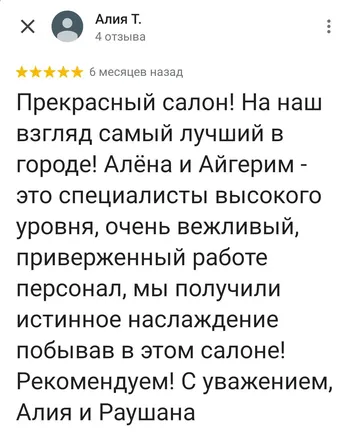 Алия Т.
4 отзыва
6 месяцев назад
Прекрасный салон! На наш
взгляд самый лучший в
городе! Алёна и Айгерим -
это специалисты высокого
уровня, очень вежливый,
приверженный работе
персонал, мы получили
истинное наслаждение
побывав в этом салоне!
Рекомендуем! С уважением,
Алия и Раушана